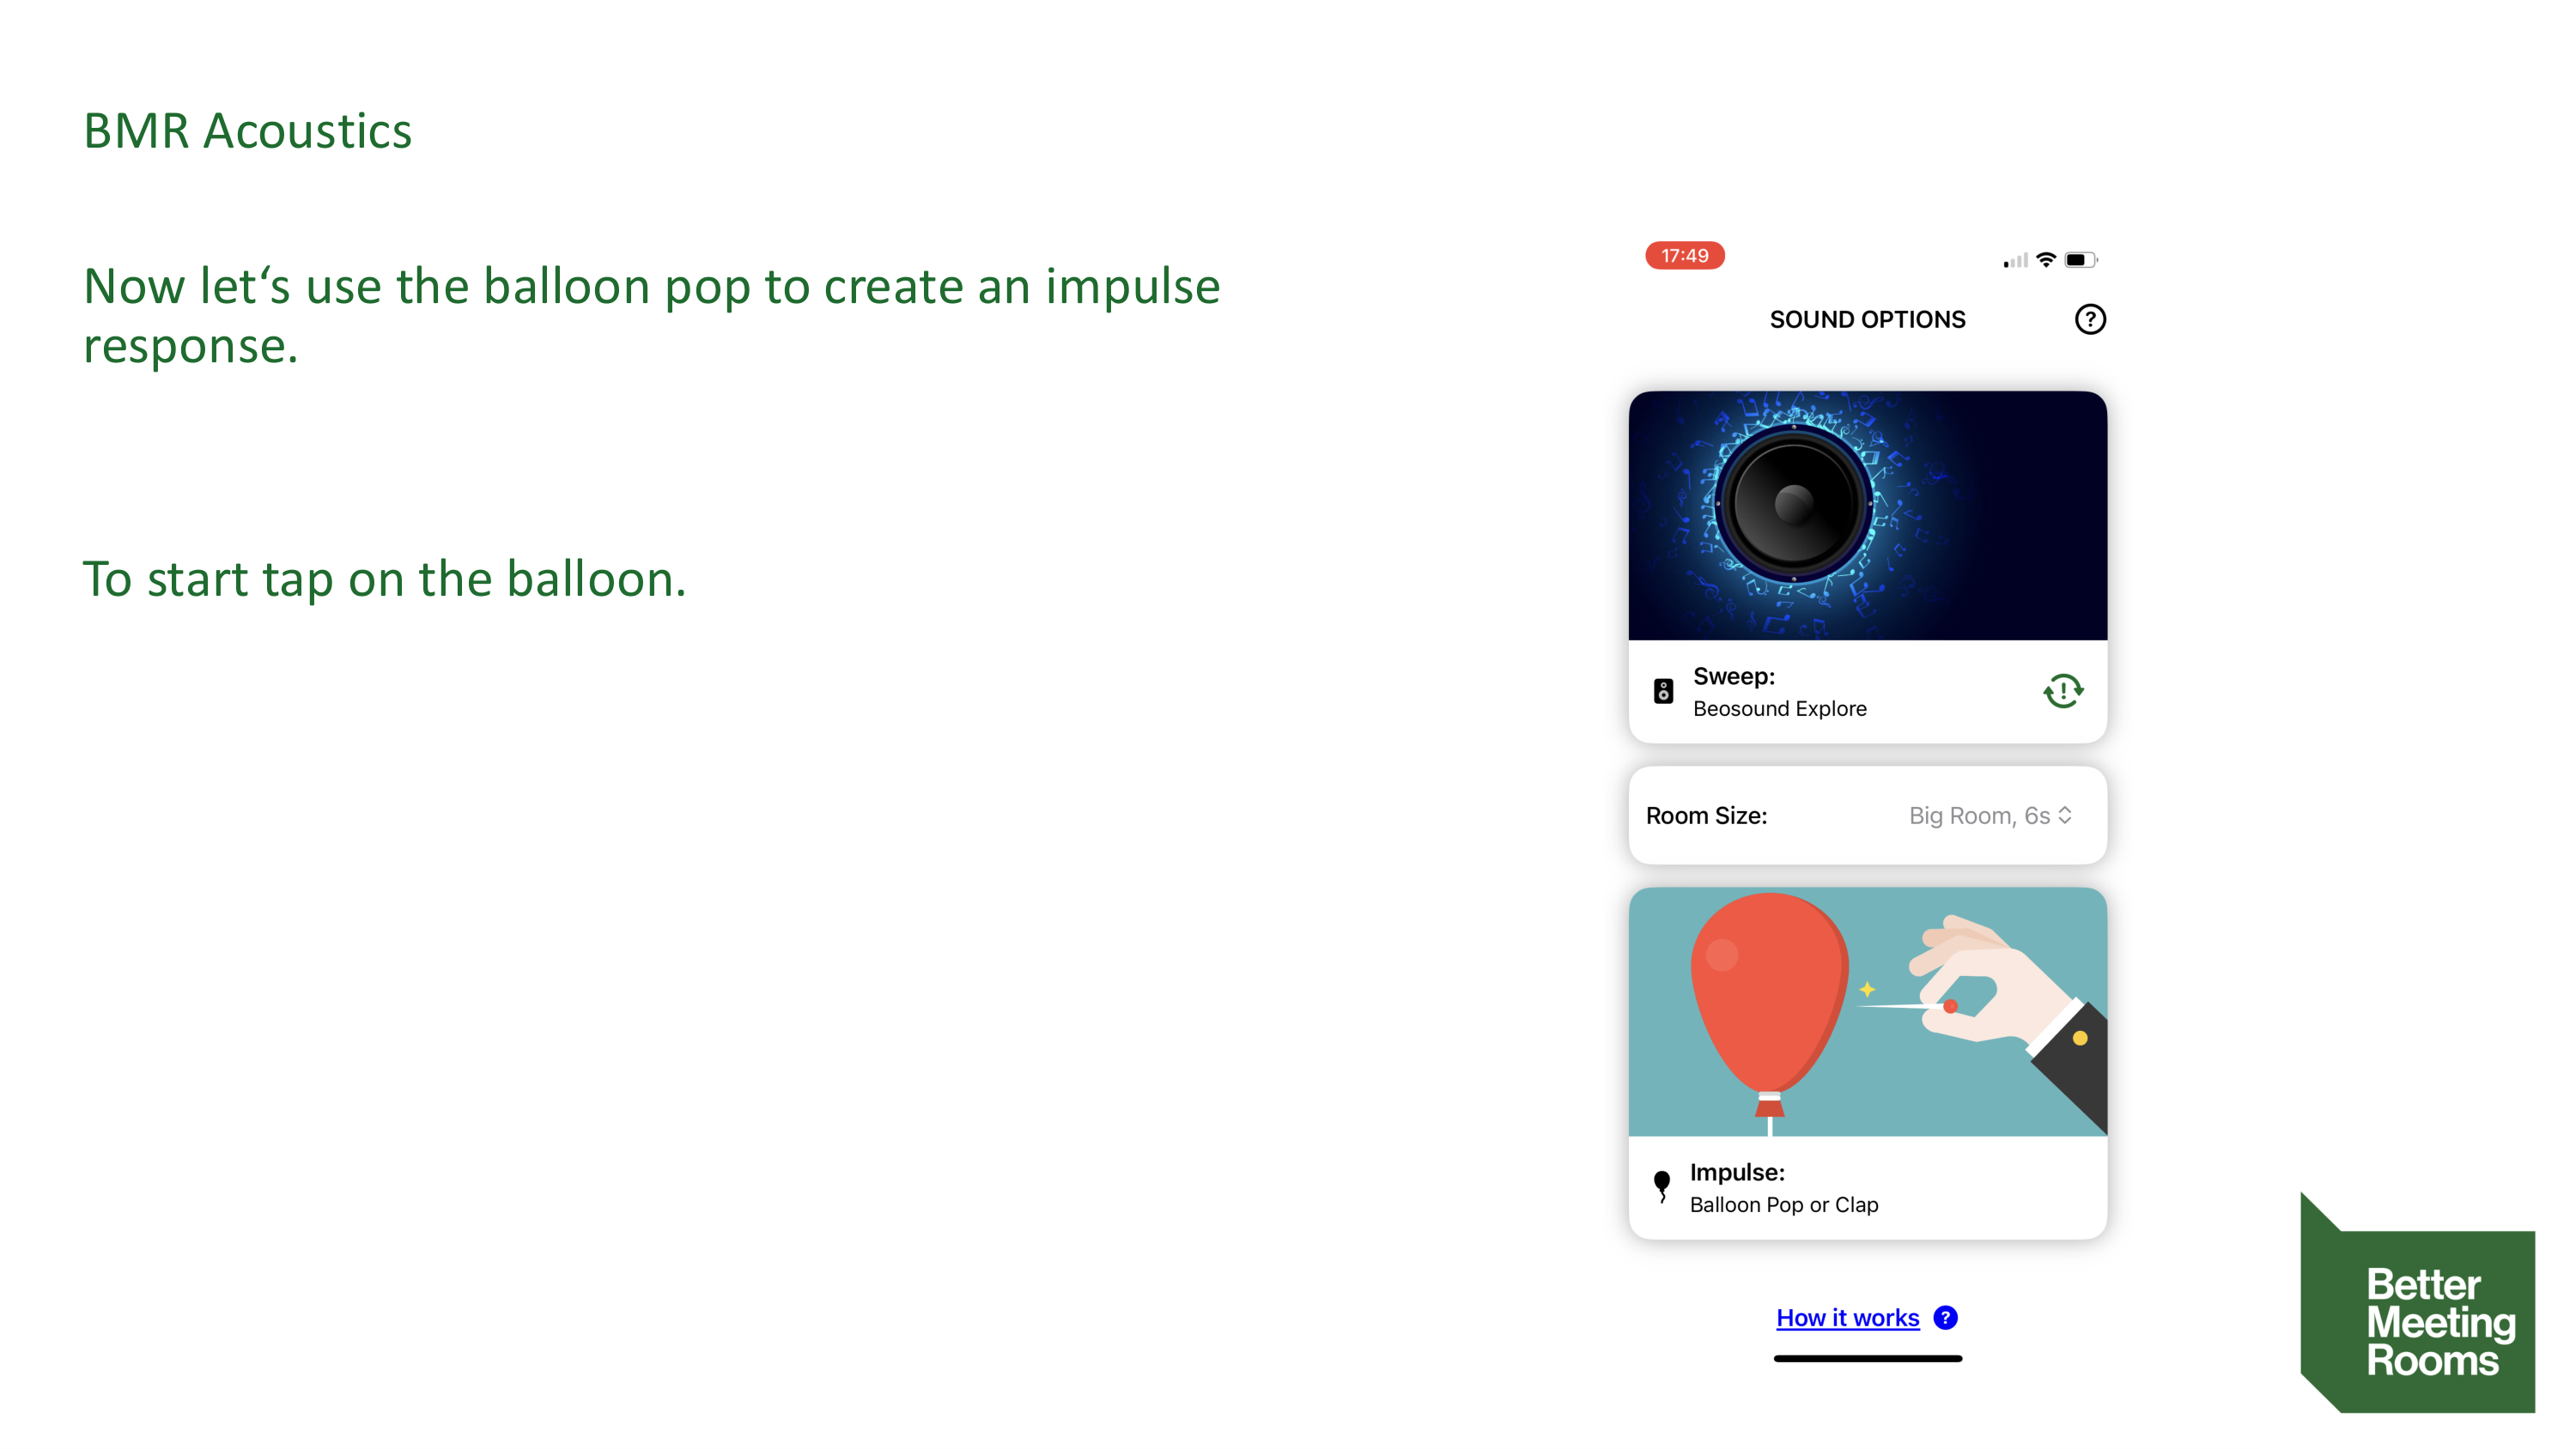 BMR Acoustics
Now let‘s use the balloon pop to create an impulse
response.
To start tap on the balloon.
17:49
SOUND OPTIONS
?
Sweep:
Beosound Explore
!
Room Size:
Big Room, 6s
Impulse:
Balloon Pop or Clap
How it works ?
Better
Meeting
Rooms